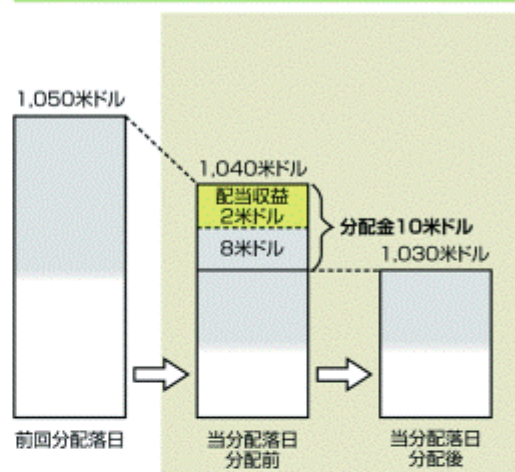 1,050米ドル
1,040米ドル
配当収益
2米ドル
8米ドル
分配金10米ドル
1,030米ドル
前回分配落日
当分配落日
分配前
当分配落日
分配後